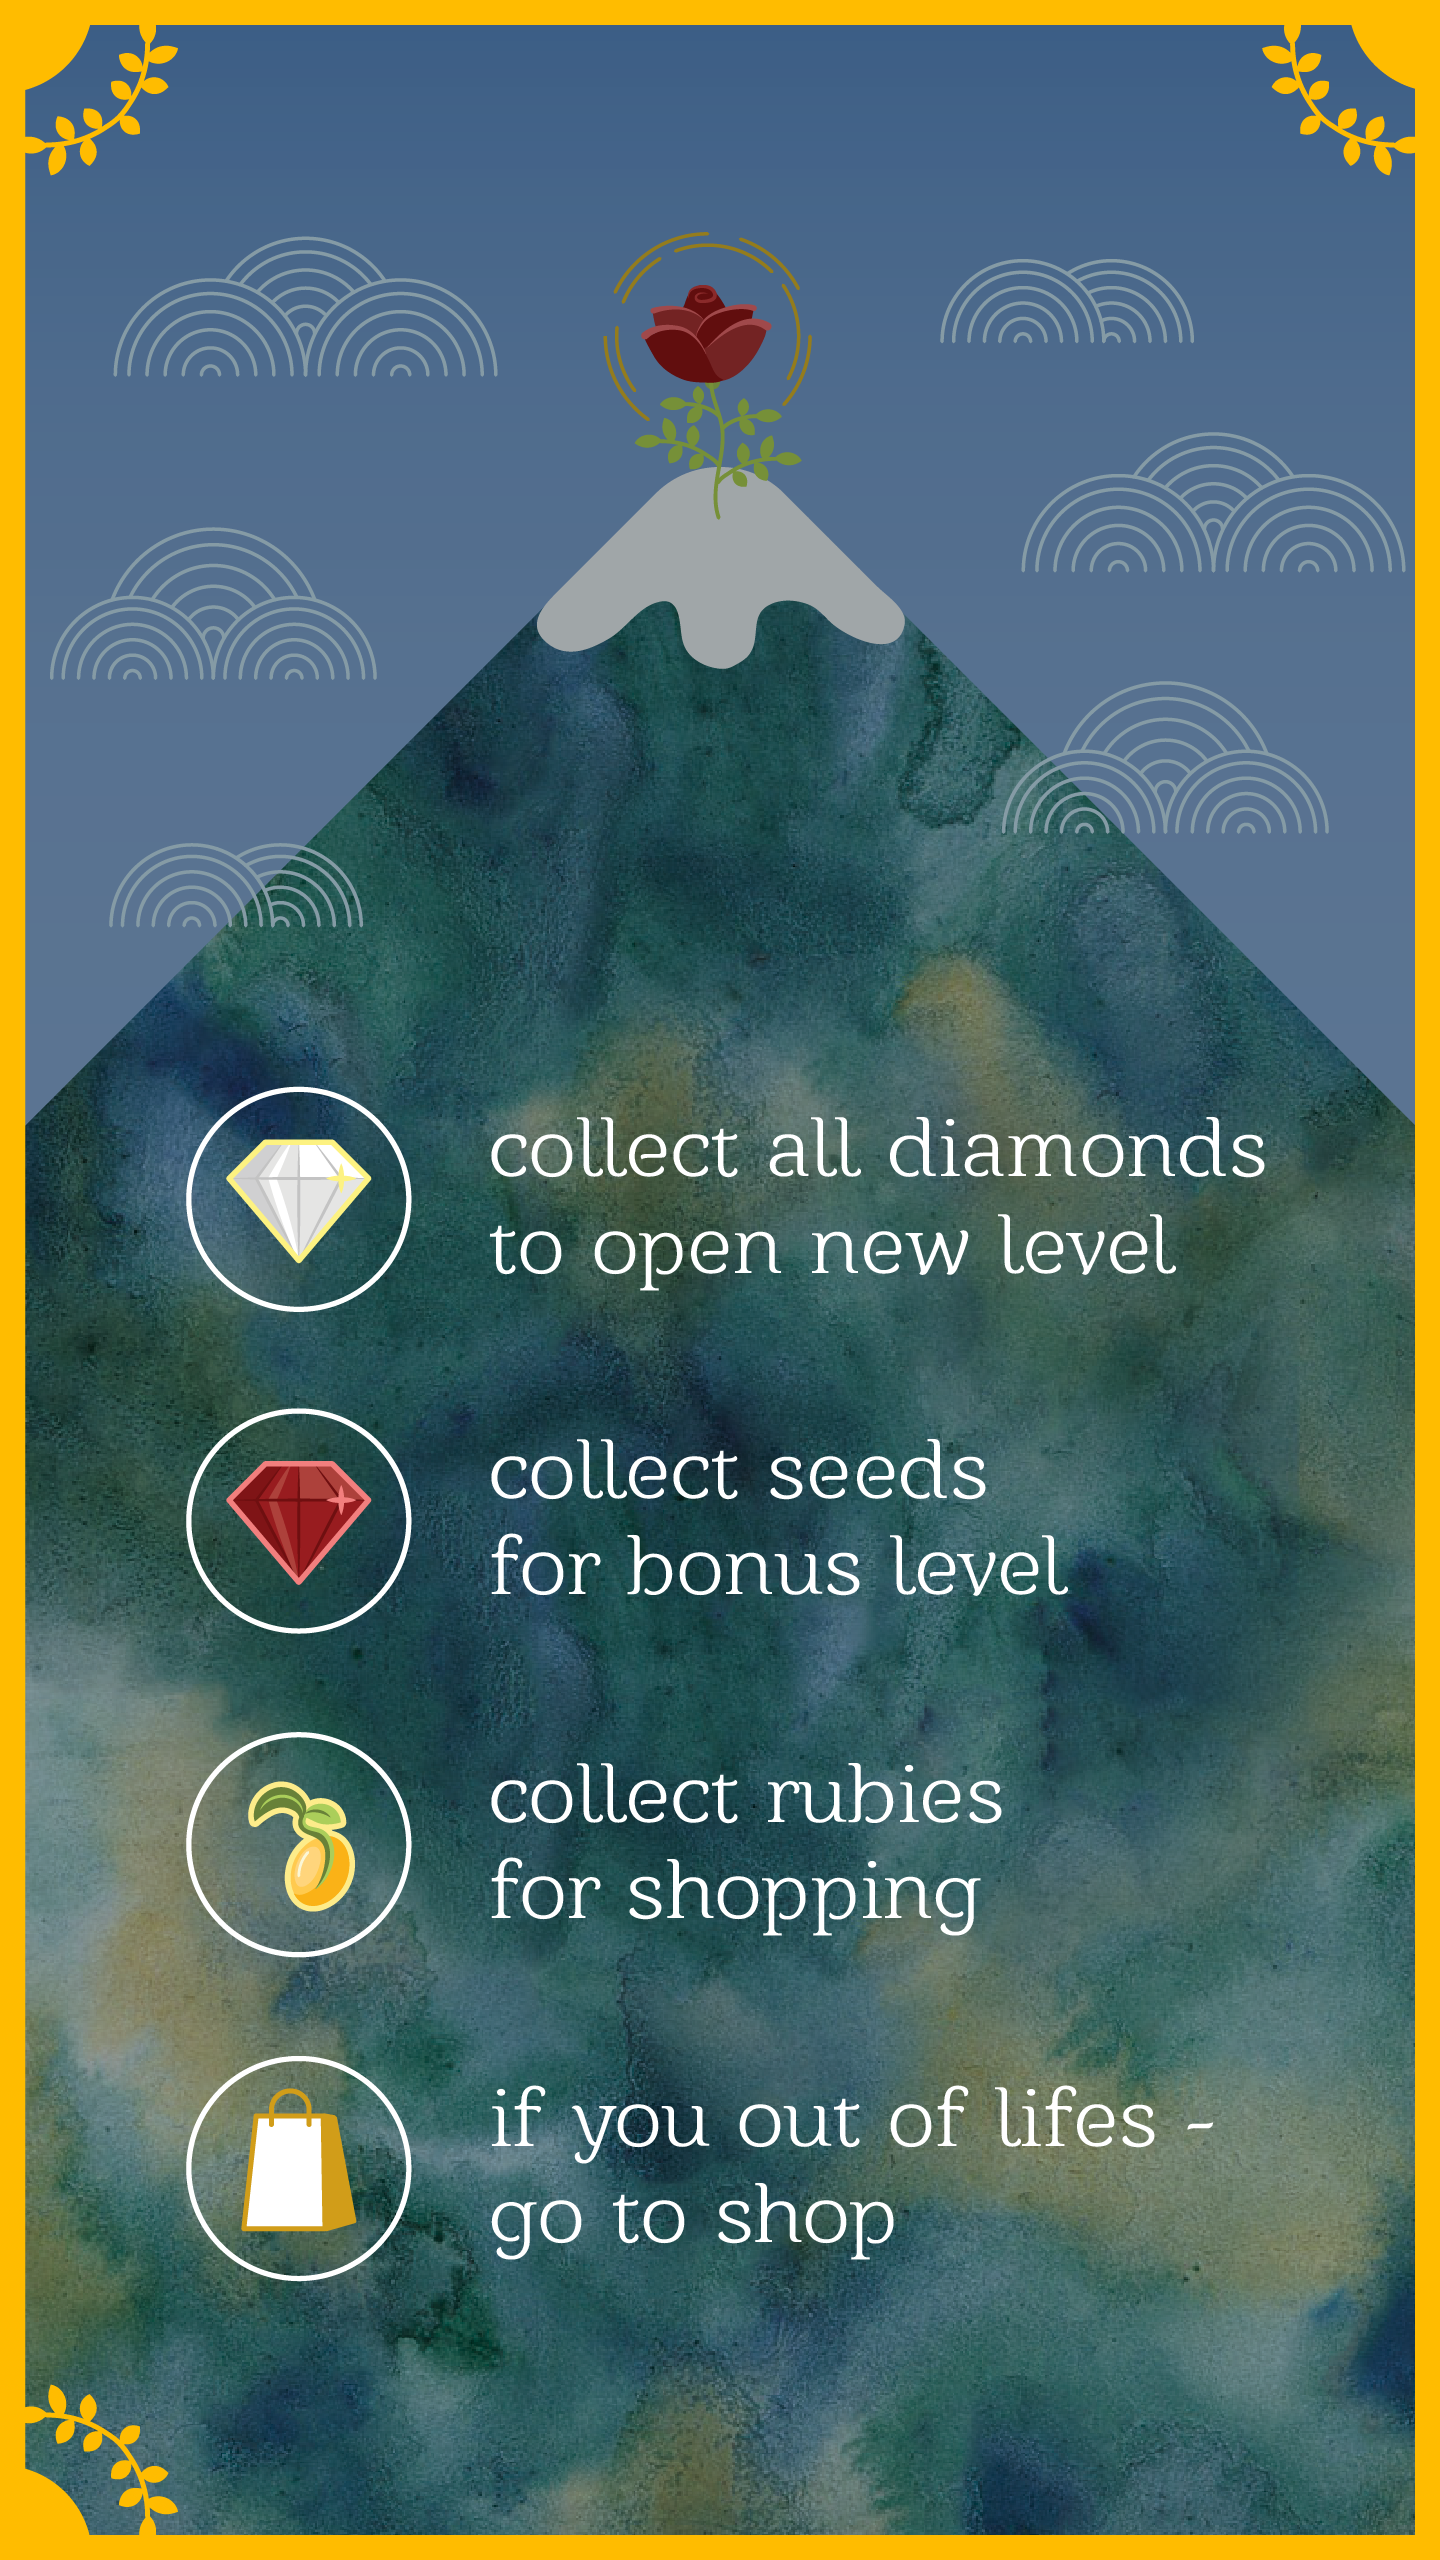 collect all diamonds
to open new level
collect seeds
for bonus level
collect rubies
for shopping
if you out of lifes -
go to shop